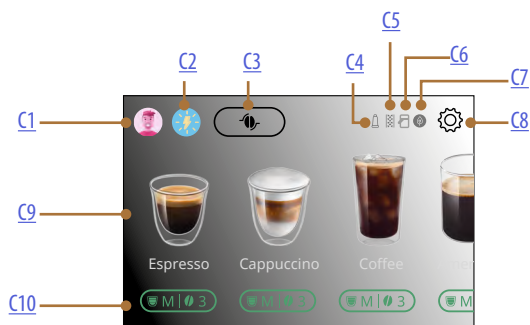 C5
C6
C2 C3 C4 C7
C1 C8
C9
Espresso Cappuccino Coffee
C10 M 3 M 3 M 3 M